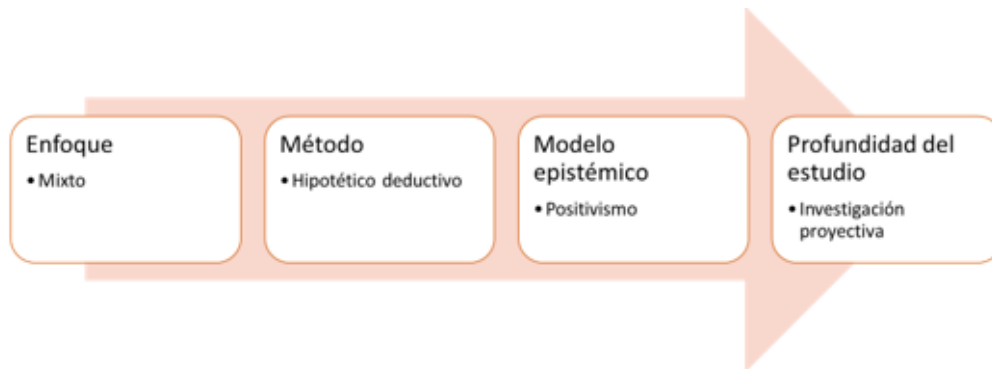 Enfoque
• Mixto
Método
• Hipotético deductivo
Modelo
epistémico
• Positivismo
Profundidad del
estudio
• Investigación
proyectiva